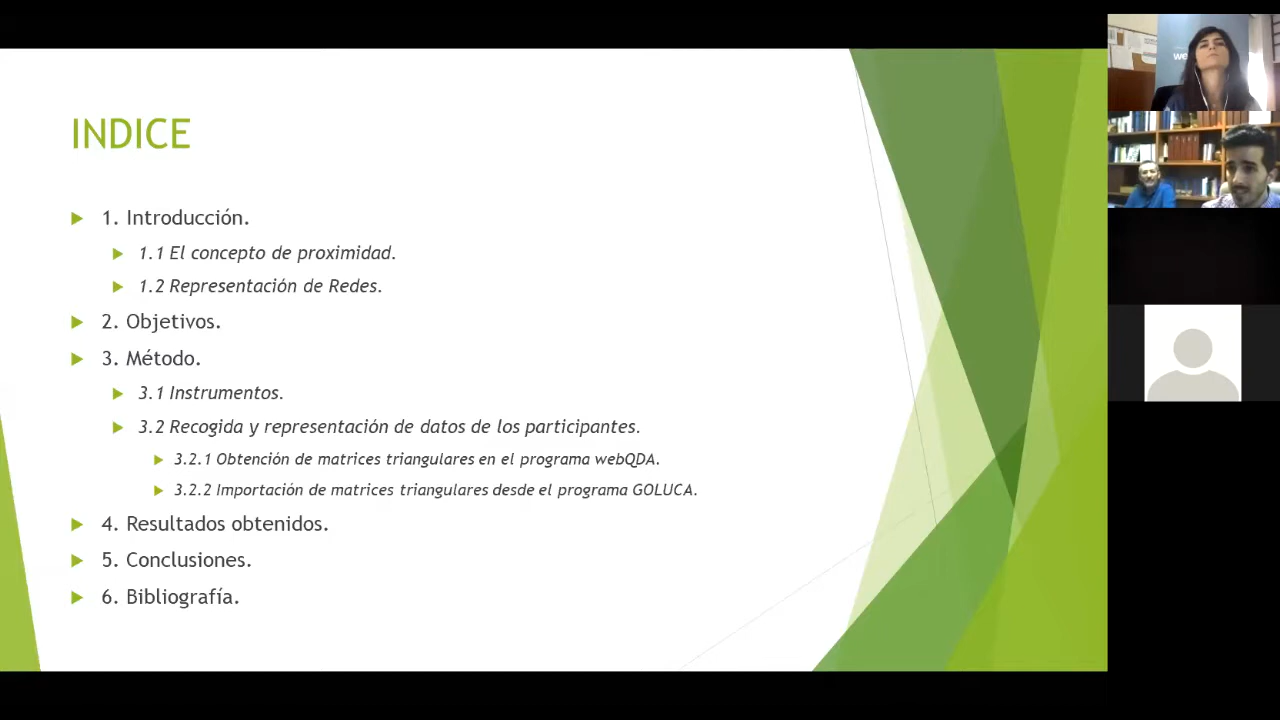 INDICE
1. Introducción.
1.1 El concepto de proximidad.
1.2 Representación de Redes.
2. Objetivos.
3. Método.
3.1 Instrumentos.
3.2 Recogida y representación de datos de los participantes.
3.2.1 Obtención de matrices triangulares en el programa webQDA.
3.2.2 Importación de matrices triangulares desde el programa GOLUCA.
4. Resultados obtenidos.
5. Conclusiones.
6. Bibliografía.